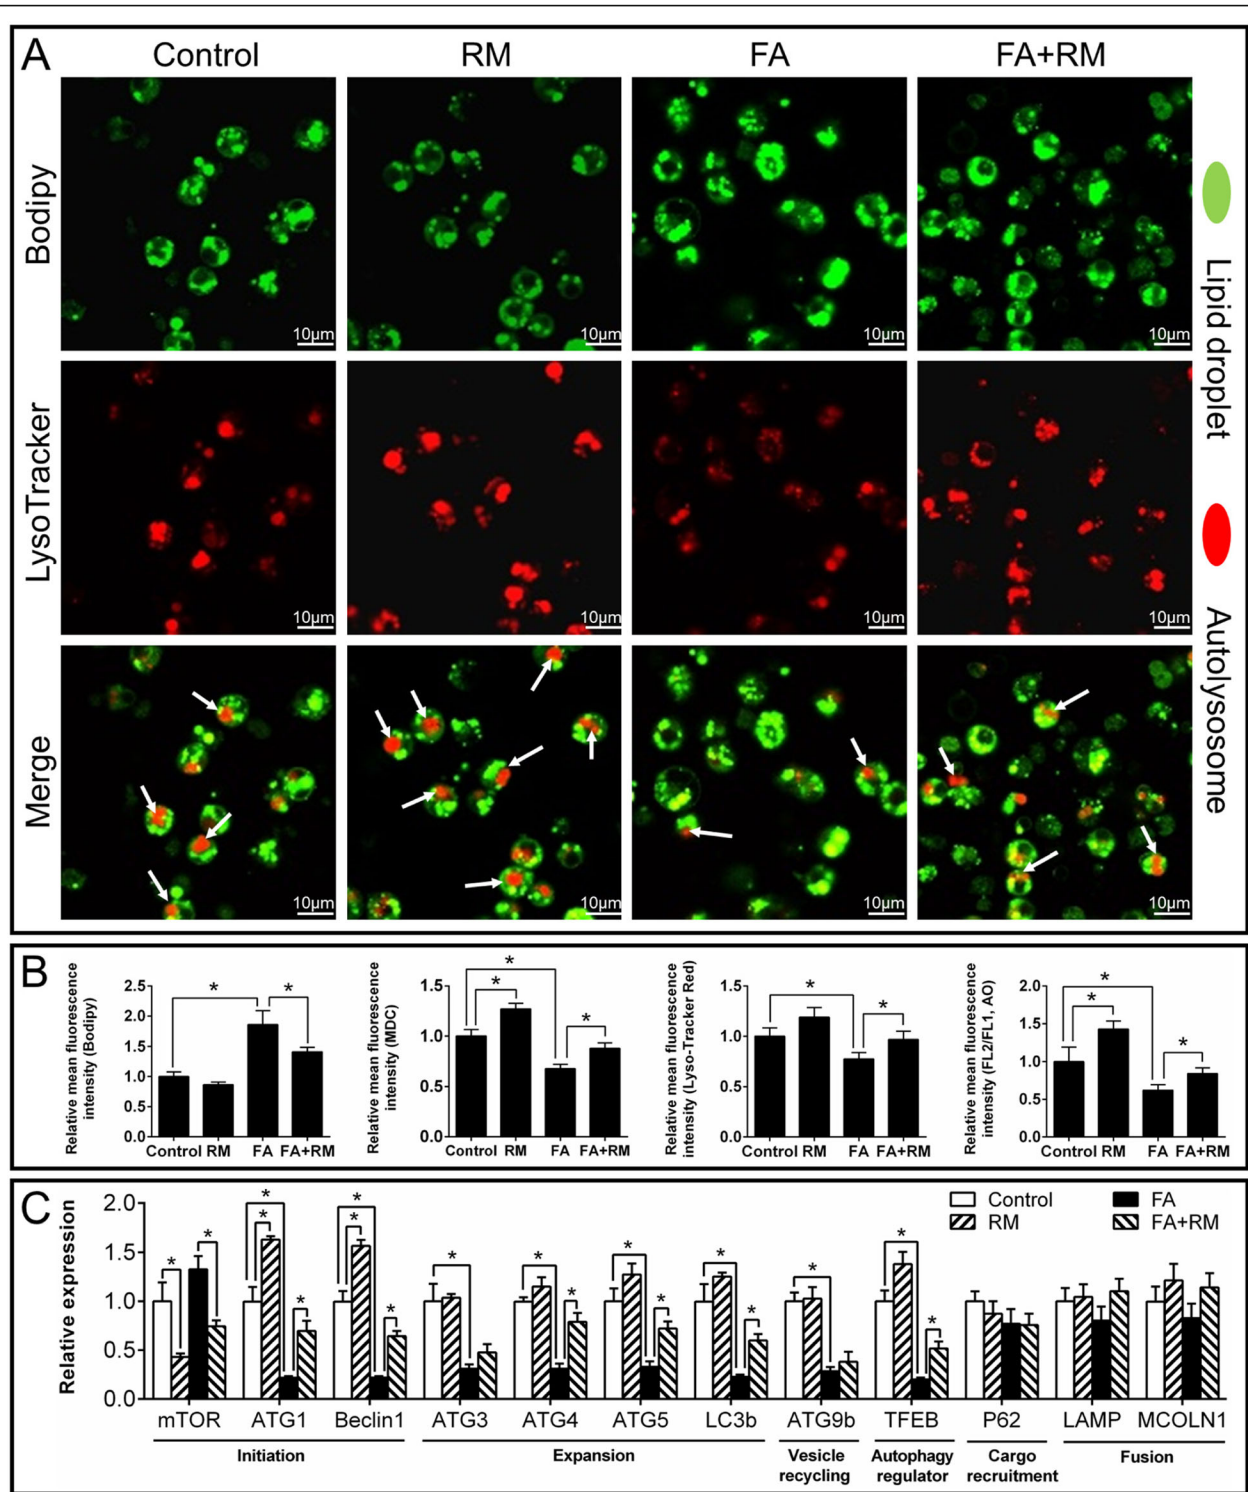 A
Control RM FA FA+RM
Bodipy
10μm 10μm 10μm 10μm
LysoTracker
10μm 10μm 10μm 10μm
Merge
10μm 10μm 10μm 10μm
Lipid droplet
Autolysosome
B
Relative mean fluorescence
intensity (Bodipy)
2.5
2.0
1.5
1.0
0.5
0.0
Control RM FA FA+RM
* *
Relative mean fluorescence
intensity (MDC)
1.5
1.0
0.5
0.0
Control RM FA FA+RM
* * *
Relative mean fluorescence
intensity (Lyso-Tracker Red)
1.5
1.0
0.5
0.0
Control RM FA FA+RM
* *
Relative mean fluorescence
intensity (FL2/FL1, AO)
2.0
1.5
1.0
0.5
0.0
Control RM FA FA+RM
* * *
C
Relative expression
2.0
1.5
1.0
0.5
0.0
Control FA
RM FA+RM
* * * * * * * * * * * * * * * * * *
mTOR ATG1 Beclin1 ATG3 ATG4 ATG5 LC3b ATG9b TFEB P62 LAMP MCOLN1
Initiation Expansion Vesicle Autophagy Cargo Fusion
recycling regulator recruitment